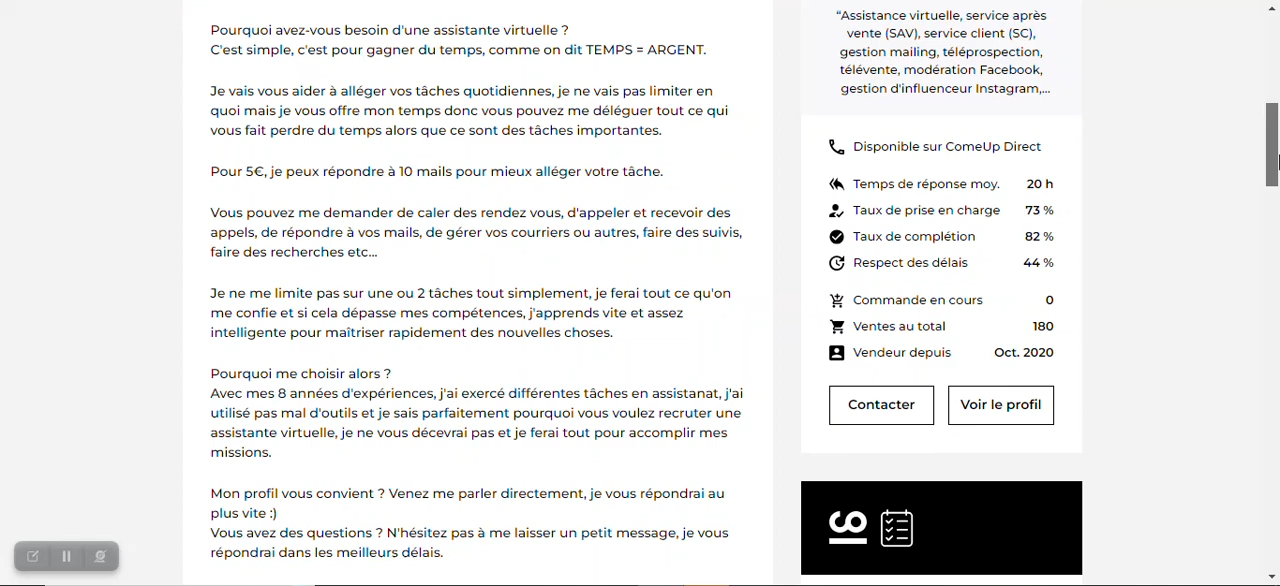 Pourquoi avez-vous besoin d'une assistante virtuelle ?
C'est simple, c'est pour gagner du temps, comme on dit TEMPS = ARGENT.
Je vais vous aider à alléger vos tâches quotidiennes, je ne vais pas limiter en
quoi mais je vous offre mon temps donc vous pouvez me déléguer tout ce qui
vous fait perdre du temps alors que ce sont des tâches importantes.
Pour 5€, je peux répondre à 10 mails pour mieux alléger votre tâche.
Vous pouvez me demander de caler des rendez vous, d'appeler et recevoir des
appels, de répondre à vos mails, de gérer vos courriers ou autres, faire des suivis,
faire des recherches etc...
Je ne me limite pas sur une ou 2 tâches tout simplement, je ferai tout ce qu'on
me confie et si cela dépasse mes compétences, j'apprends vite et assez
intelligente pour maîtriser rapidement des nouvelles choses.
Pourquoi me choisir alors ?
Avec mes 8 années d'expériences, j'ai exercé différentes tâches en assistanat, j'ai
utilisé pas mal d'outils et je sais parfaitement pourquoi vous voulez recruter une
assistante virtuelle, je ne vous décevrai pas et je ferai tout pour accomplir mes
missions.
Mon profil vous convient ? Venez me parler directement, je vous répondrai au
plus vite :)
Vous avez des questions ? N'hésitez pas à me laisser un petit message, je vous
répondrai dans les meilleurs délais.
“Assistance virtuelle, service après
vente (SAV), service client (SC),
gestion mailing, téléprospection,
télévente, modération Facebook,
gestion d'influenceur Instagram,...
Disponible sur ComeUp Direct
Temps de réponse moy. 20 h
Taux de prise en charge 73 %
Taux de complétion 82 %
Respect des délais 44 %
Commande en cours 0
Ventes au total 180
Vendeur depuis Oct. 2020
Contacter Voir le profil